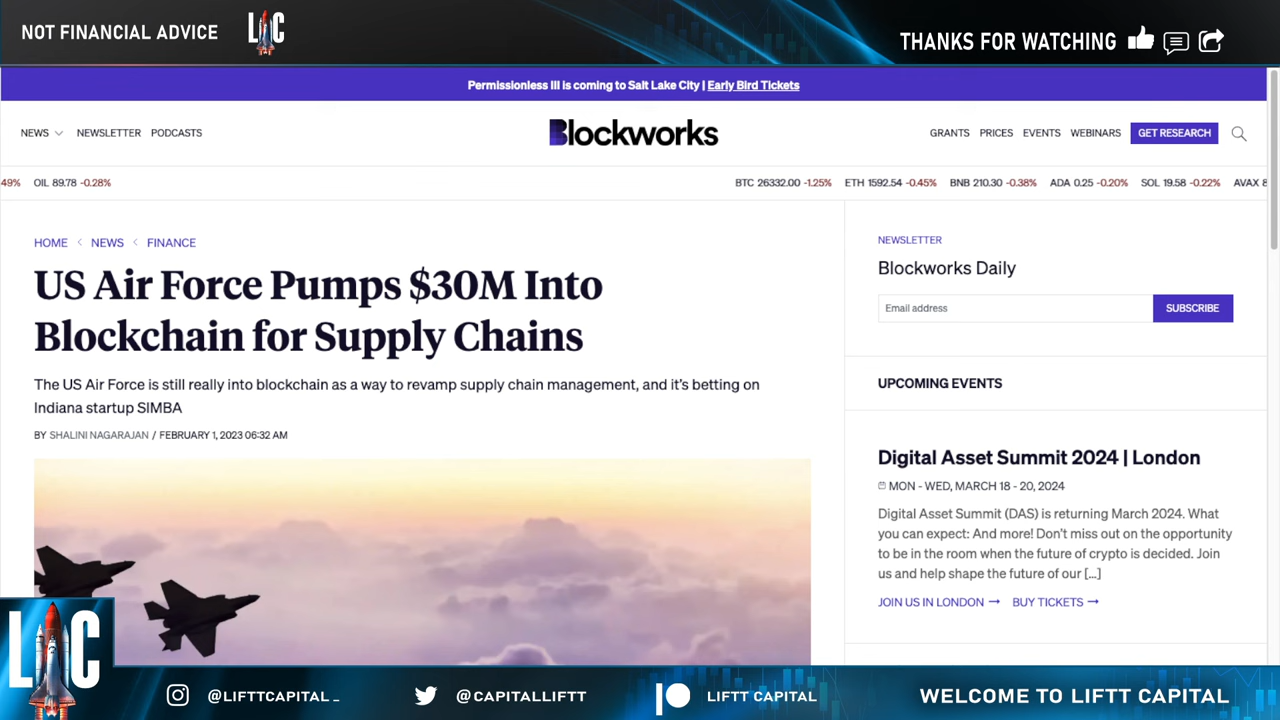 NOT FINANCIAL ADVICE
LC
THANKS FOR WATCHING
Permissionless III is coming to Salt Lake City | Early Bird Tickets
NEWS NEWSLETTER PODCASTS
Blockworks
GRANTS PRICES EVENTS WEBINARS GET RESEARCH
49% OIL 89.78 -0.28% BTC 26332.00 -1.25% ETH 1592.54 -0.45% BNB 210.30 -0.38% ADA 0.25 -0.20% SOL 19.58 -0.22% AVAX 8
HOME NEWS FINANCE
US Air Force Pumps $30M Into
Blockchain for Supply Chains
The US Air Force is still really into blockchain as a way to revamp supply chain management, and it's betting on
Indiana startup SIMBA
BY SHALINI NAGARAJAN / FEBRUARY 1, 2023 06:32 AM
NEWSLETTER
Blockworks Daily
Email address
SUBSCRIBE
UPCOMING EVENTS
Digital Asset Summit 2024 | London
MON - WED, MARCH 18 - 20, 2024
Digital Asset Summit (DAS) is returning March 2024. What
you can expect: And more! Don't miss out on the opportunity
to be in the room when the future of crypto is decided. Join
us and help shape the future of our [...]
JOIN US IN LONDON → BUY TICKETS →
LC
@LIFTTCAPITAL_
@CAPITALLIFTT
LIFTT CAPITAL
WELCOME TO LIFTT CAPITAL